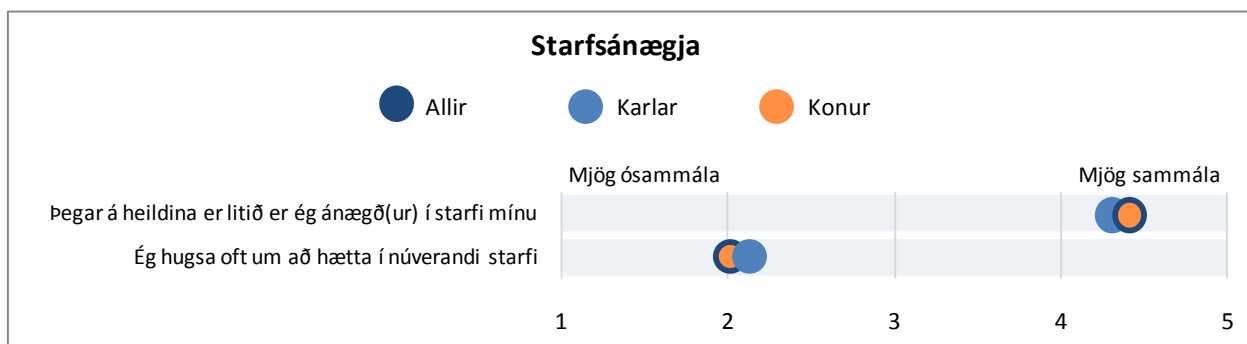 Starfsánægja
Allir Karlar Konur
Mjög ósammála Mjög sammála
Þegar á heildina er litið er ég ánægð(ur) í starfi mínu
Ég hugsa oft um að hætta í núverandi starfi
1 2 3 4 5